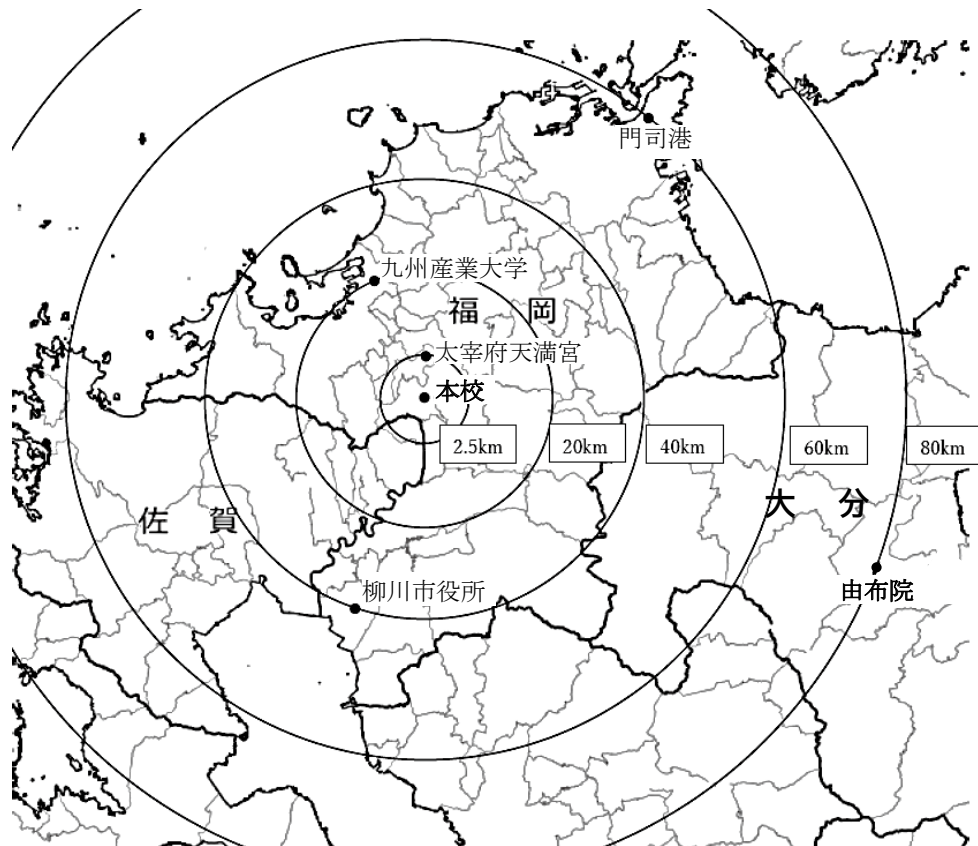 門司港
九州産業大学
福　岡
太宰府天満宮
本校
2.5km
20km
40km
60km
80km
大　分
佐　賀
由布院
柳川市役所